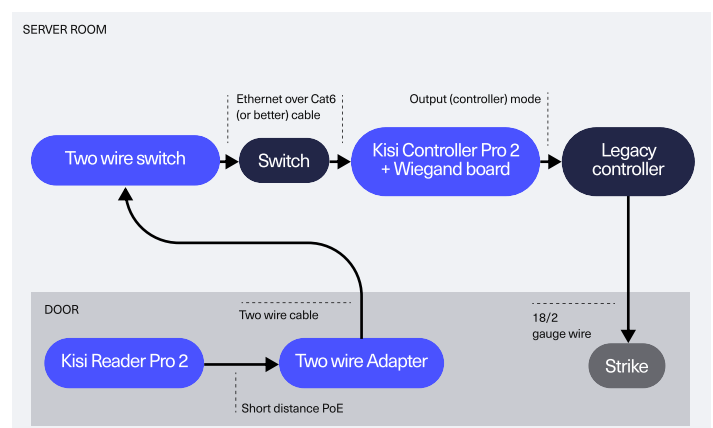 SERVER ROOM
Ethernet over Cat6
(or better) cable
Output (controller) mode
Two wire switch
Switch
Kisi Controller Pro 2
+ Wiegand board
Legacy
controller
DOOR
Two wire cable
18/2
gauge wire
Kisi Reader Pro 2
Two wire Adapter
Strike
Short distance PoE